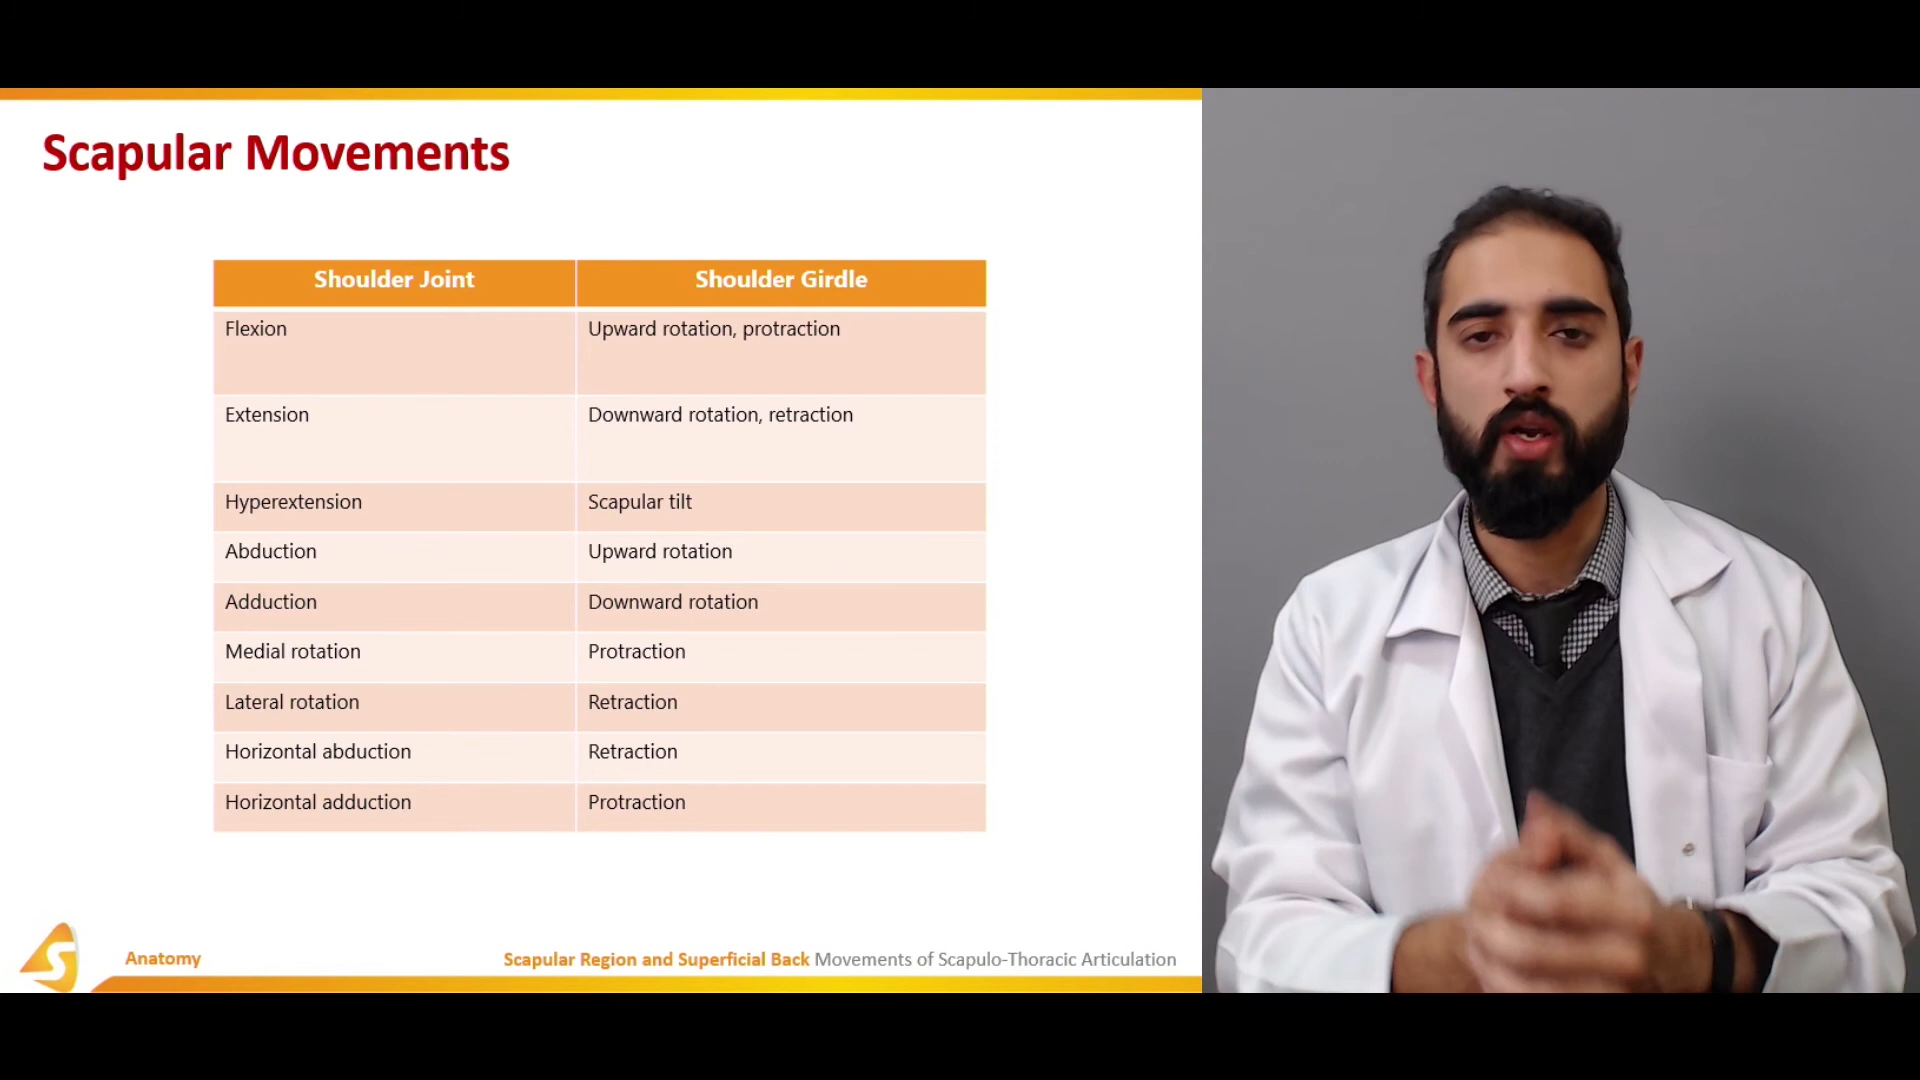 Scapular Movements
Shoulder Joint Shoulder Girdle
Flexion Upward rotation, protraction
Extension Downward rotation, retraction
Hyperextension Scapular tilt
Abduction Upward rotation
Adduction Downward rotation
Medial rotation Protraction
Lateral rotation Retraction
Horizontal abduction Retraction
Horizontal adduction Protraction
S
Anatomy Scapular Region and Superficial Back Movements of Scapulo-Thoracic Articulation